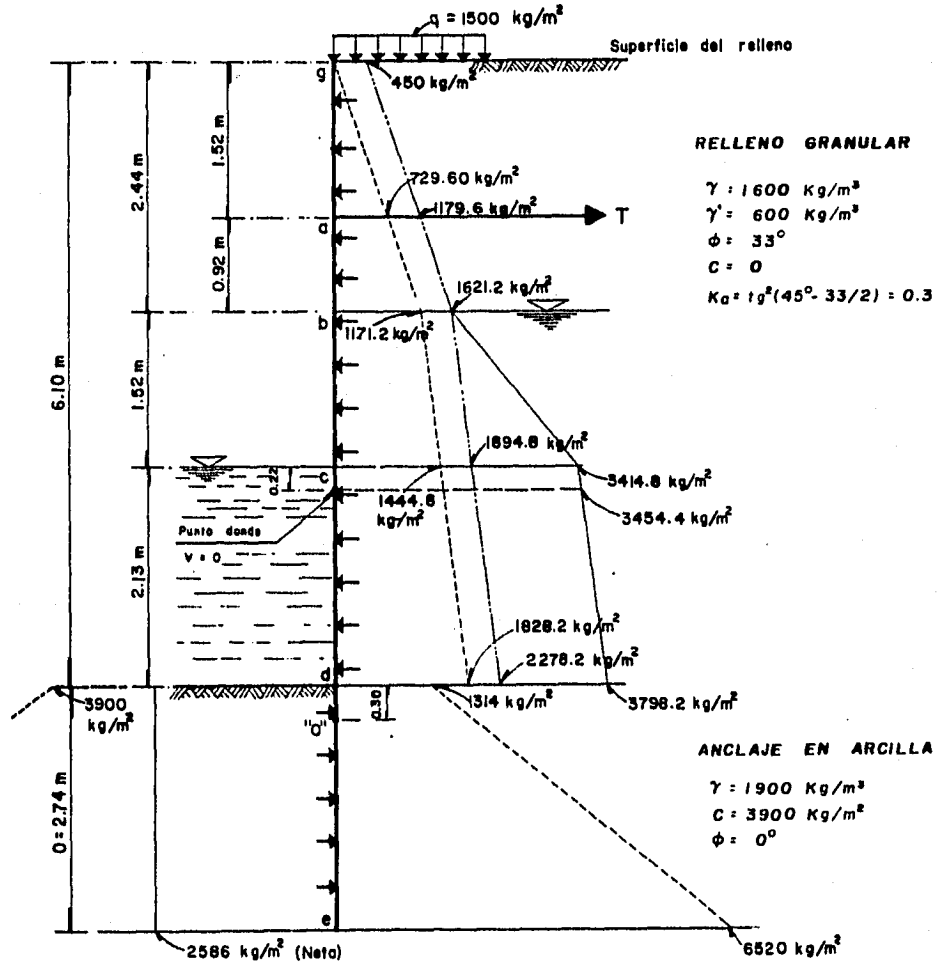 q = 1500 kg/m²
Superficie del relleno
g
450 kg/m²
1.52 m
2.44 m
RELLENO GRANULAR
729.60 kg/m²
γ = 1600 Kg/m³
1179.6 kg/m²
T
γ' = 600 Kg/m³
a
φ = 33°
0.92 m
C = 0
1621.2 kg/m²
Ka = tg²(45° - 33/2) = 0.3
b
1171.2 kg/m²
6.10 m
1.52 m
1894.8 kg/m²
c
0.22
3414.8 kg/m²
1444.8
kg/m²
3454.4 kg/m²
Punto donde
V = 0
2.13 m
1828.2 kg/m²
2278.2 kg/m²
d
3900
kg/m²
1314 kg/m²
3798.2 kg/m²
0.30
"O"
ANCLAJE EN ARCILLA
γ = 1900 Kg/m³
C = 3900 Kg/m²
φ = 0°
D = 2.74 m
e
2586 kg/m² (Neta)
6520 kg/m²